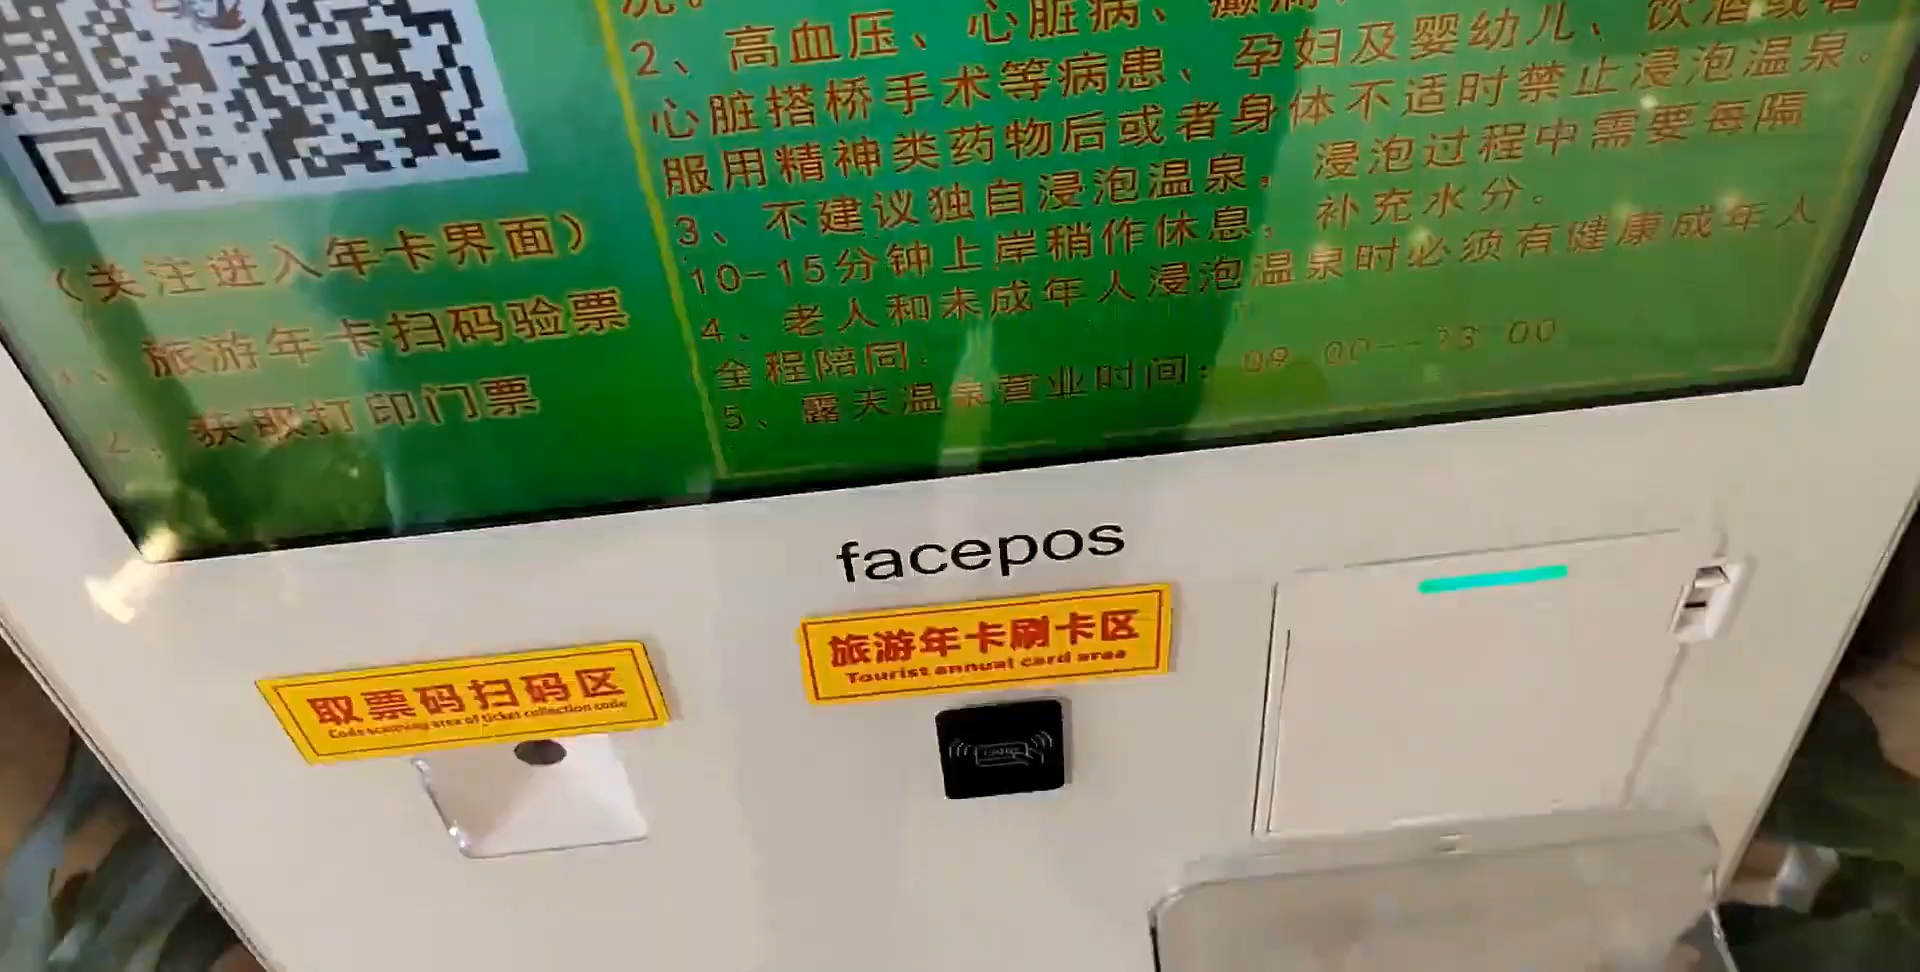 (关注进入年卡界面)
1、旅游年卡扫码验票
2、获取打印门票
2、高血压、心脏病、癫痫、
心脏搭桥手术等病患、孕妇及婴幼儿、饮酒或者
服用精神类药物后或者身体不适时禁止浸泡温泉。
3、不建议独自浸泡温泉，浸泡过程中需要每隔
10-15分钟上岸稍作休息，补充水分。
4、老人和未成年人浸泡温泉时必须有健康成年人
全程陪同。
5、露天温泉营业时间：09:00--23:00
facepos
取票码扫码区
Code scanning area of ticket collection code
旅游年卡刷卡区
Tourist annual card area